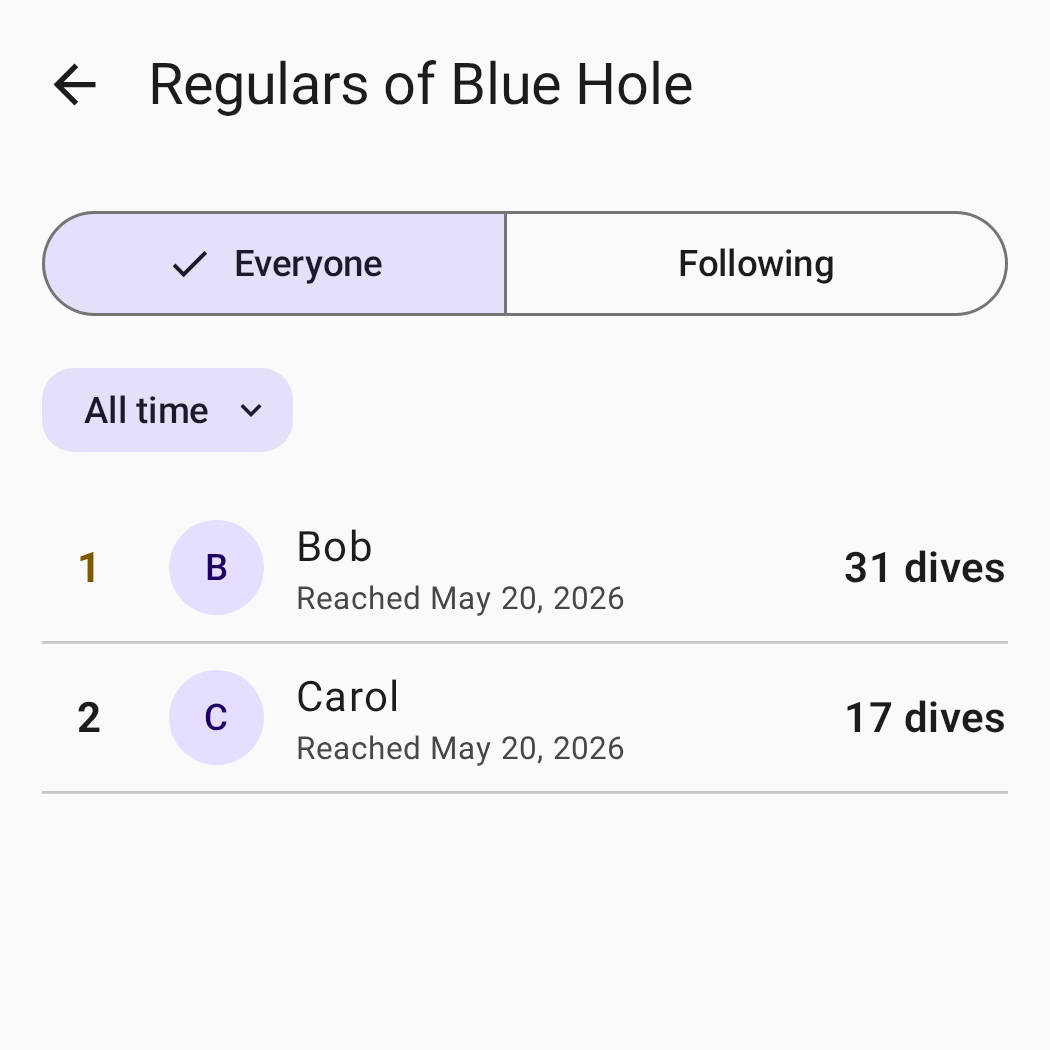 Regulars of Blue Hole
Everyone
Following
All time
1
B
Bob
Reached May 20, 2026
31 dives
2
C
Carol
Reached May 20, 2026
17 dives